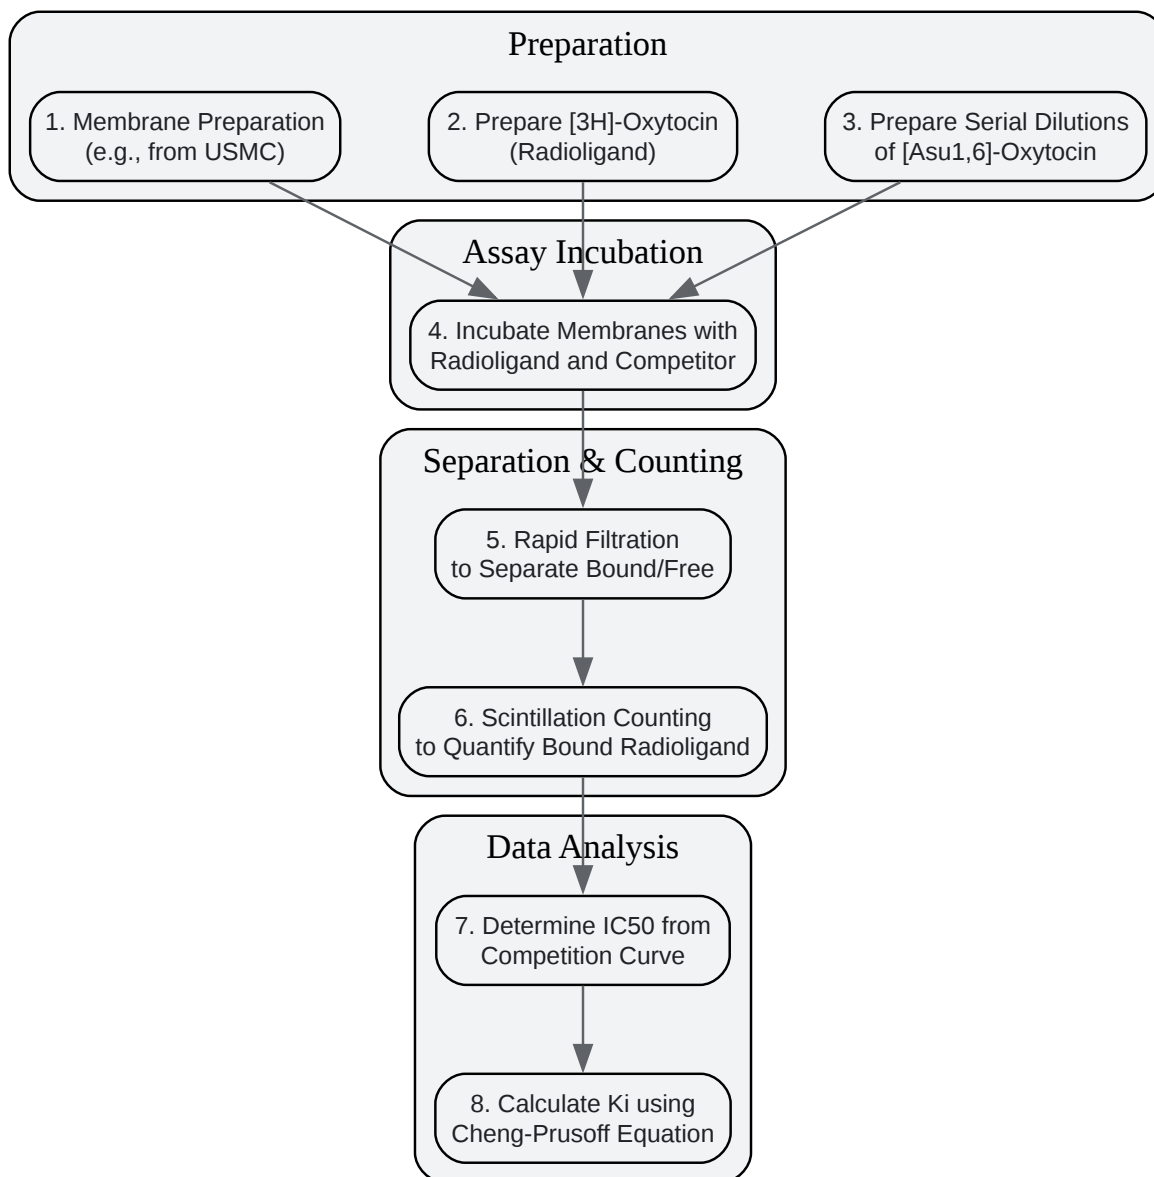 Preparation
1. Membrane Preparation
(e.g., from USMC)
2. Prepare [3H]-Oxytocin
(Radioligand)
3. Prepare Serial Dilutions
of [Asu1,6]-Oxytocin
Assay Incubation
4. Incubate Membranes with
Radioligand and Competitor
Separation & Counting
5. Rapid Filtration
to Separate Bound/Free
6. Scintillation Counting
to Quantify Bound Radioligand
Data Analysis
7. Determine IC50 from
Competition Curve
8. Calculate Ki using
Cheng-Prusoff Equation